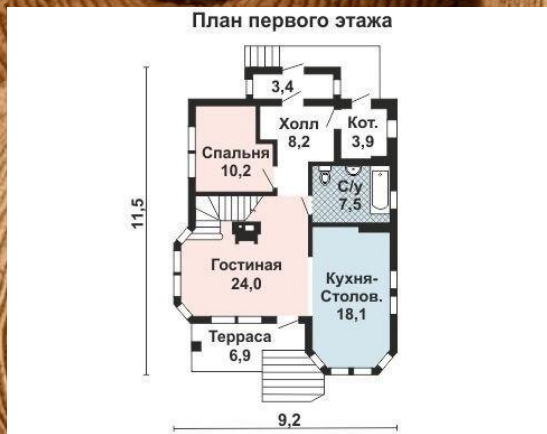 План первого этажа
3,4
Холл
8,2
Кот.
3,9
Спальня
10,2
С/у
7,5
11,5
Гостиная
24,0
Кухня-
Столов.
18,1
Терраса
6,9
9,2